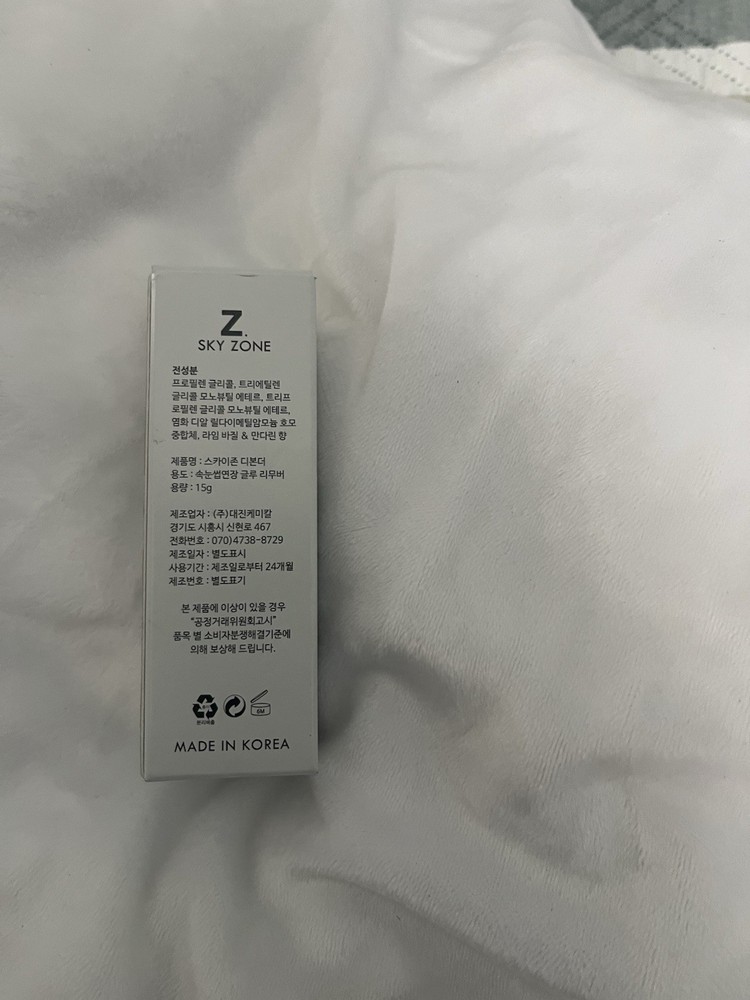 Z.
SKY ZONE
전성분
프로필렌 글리콜, 트리에틸렌
글리콜 모노뷰틸 에테르, 트리프
로필렌 글리콜 모노뷰틸 에테르,
염화 디알 릴다이메틸암모늄 호모
중합체, 라임 바질 & 만다린 향
제품명 : 스카이존 디본더
용도 : 속눈썹연장 글루 리무버
용량 : 15g
제조업자 : (주)대진케미칼
경기도 시흥시 신현로 467
전화번호 : 070)4738-8729
제조일자 : 별도표시
사용기간 : 제조일로부터 24개월
제조번호 : 별도표기
본 제품에 이상이 있을 경우
"공정거래위원회고시"
품목 별 소비자분쟁해결기준에
의해 보상해 드립니다.
6M
MADE IN KOREA